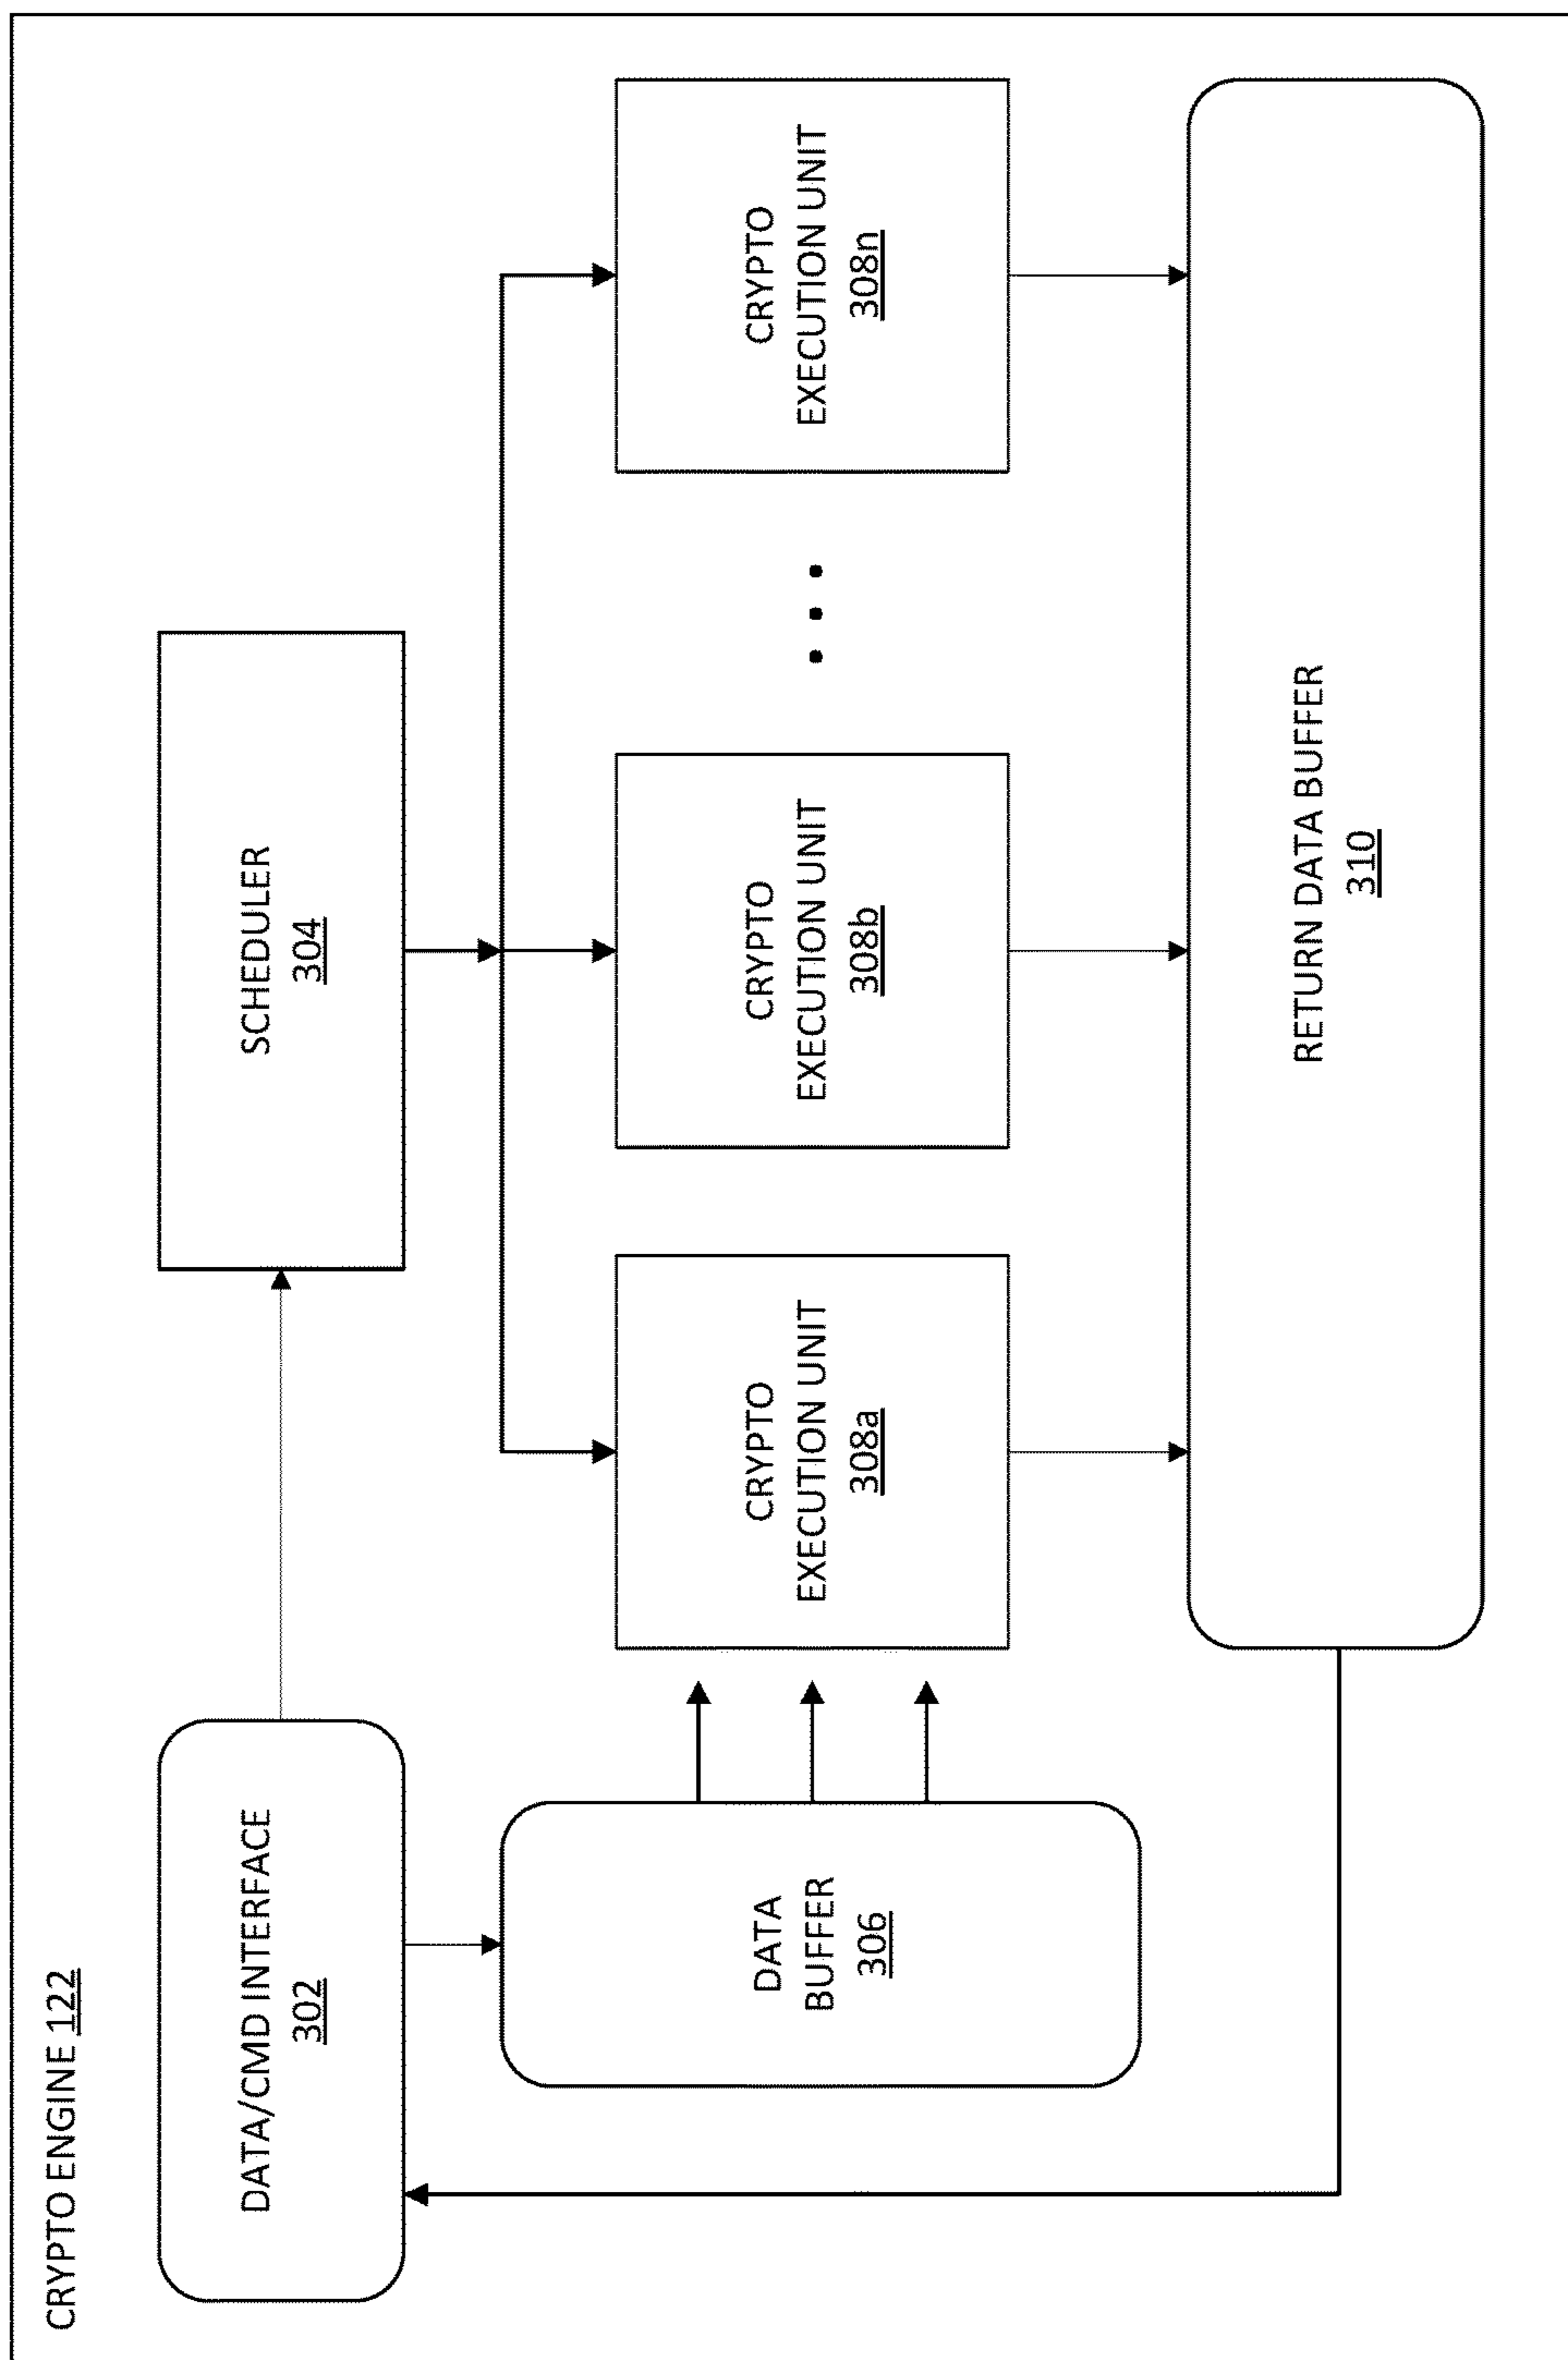 CRYPTO ENGINE 122
DATA/CMD INTERFACE
302
SCHEDULER
304
DATA
BUFFER
306
CRYPTO
EXECUTION UNIT
308a
CRYPTO
EXECUTION UNIT
308b
CRYPTO
EXECUTION UNIT
308n
RETURN DATA BUFFER
310